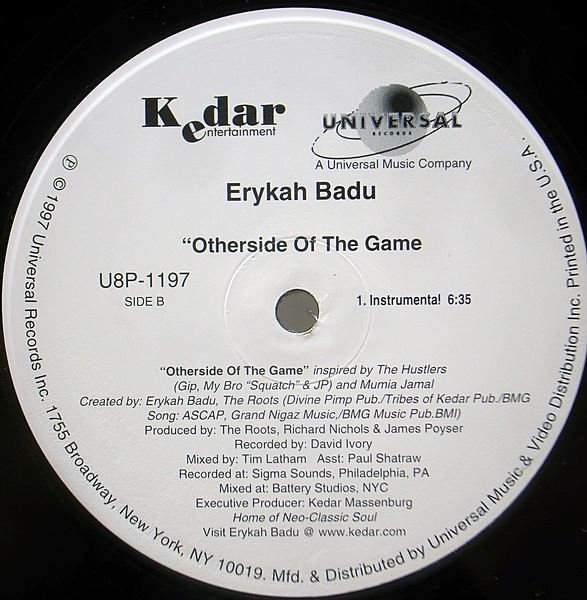 Kedar
entertainment
UNIVERSAL
RECORDS
A Universal Music Company
Erykah Badu
“Otherside Of The Game
U8P-1197
SIDE B
1. Instrumental 6:35
“Otherside Of The Game” inspired by The Hustlers
(Gip, My Bro “Squatch” & JP) and Mumia Jamal
Created by: Erykah Badu, The Roots (Divine Pimp Pub./Tribes of Kedar Pub./BMG
Song: ASCAP, Grand Nigaz Music,/BMG Music Pub.BMI)
Produced by: The Roots, Richard Nichols & James Poyser
Recorded by: David Ivory
Mixed by: Tim Latham Asst: Paul Shatraw
Recorded at: Sigma Sounds, Philadelphia, PA
Mixed at: Battery Studios, NYC
Executive Producer: Kedar Massenburg
Home of Neo-Classic Soul
Visit Erykah Badu @ www.kedar.com
℗ © 1997 Universal Records Inc. 1755 Broadway, New York, NY 10019. Mfd. & Distributed by Universal Music & Video Distribution Inc. Printed in the U.S.A.